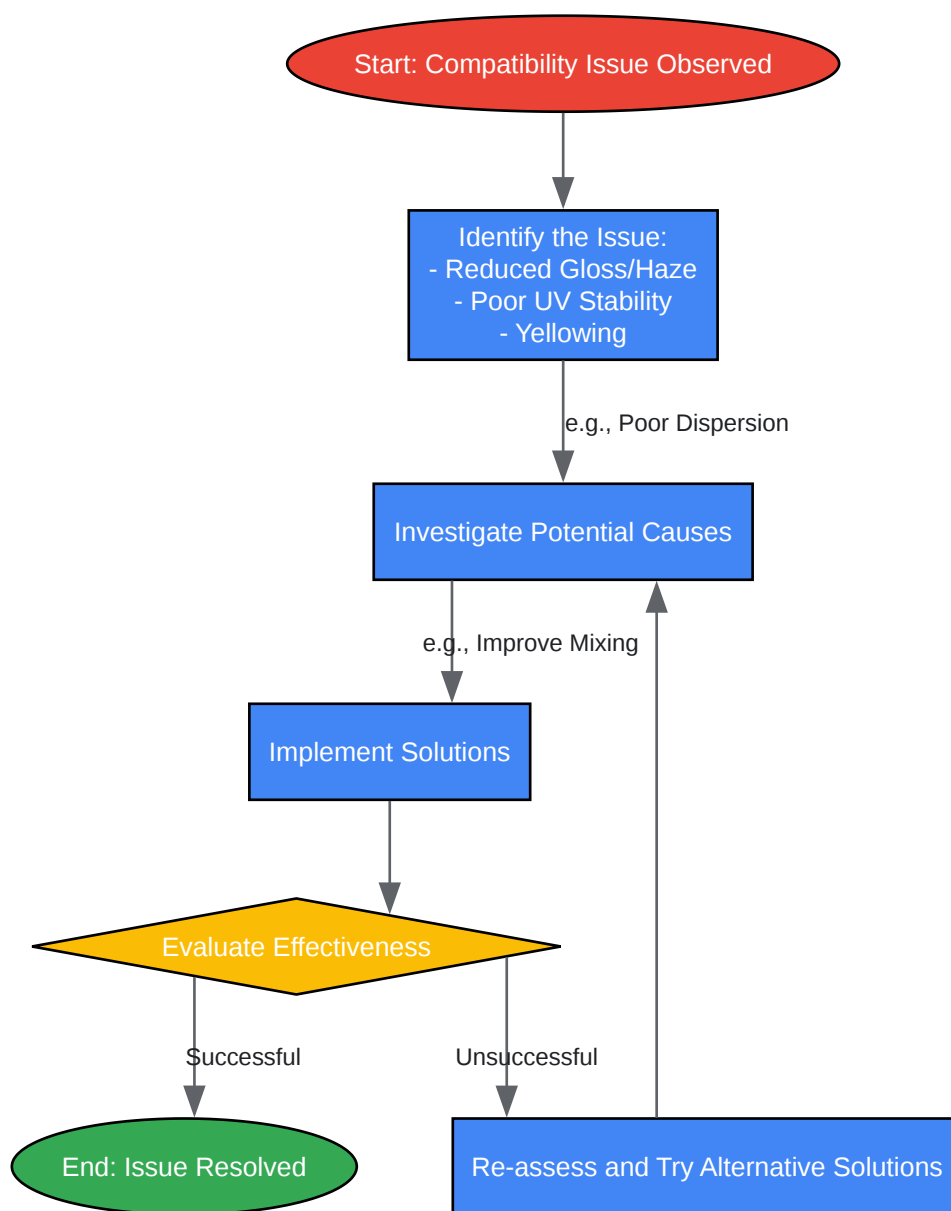 Start: Compatibility Issue Observed
Identify the Issue:
- Reduced Gloss/Haze
- Poor UV Stability
- Yellowing
e.g., Poor Dispersion
Investigate Potential Causes
e.g., Improve Mixing
Implement Solutions
Evaluate Effectiveness
Successful
Unsuccessful
End: Issue Resolved
Re-assess and Try Alternative Solutions